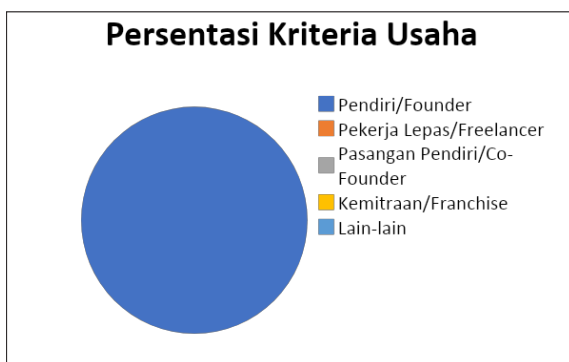 Persentasi Kriteria Usaha
Pendiri/Founder
Pekerja Lepas/Freelancer
Pasangan Pendiri/Co-
Founder
Kemitraan/Franchise
Lain-lain